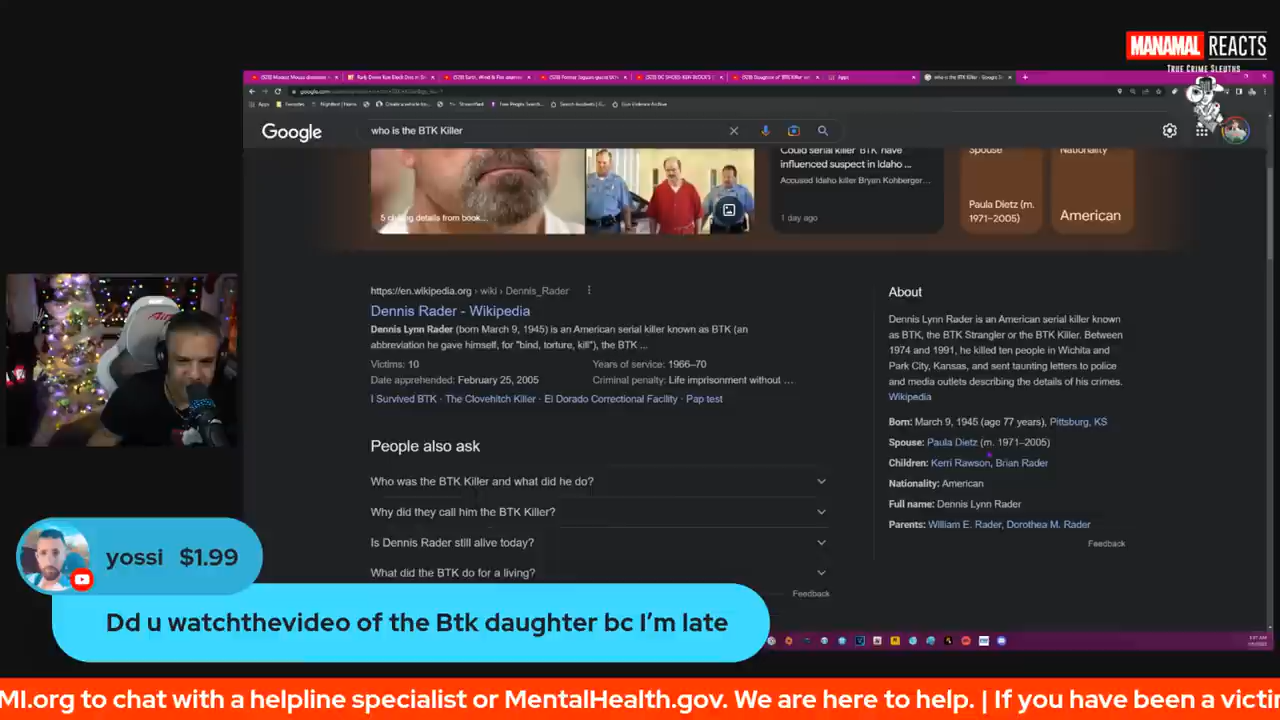 MANAMAL REACTS
TRUE CRIME SLEUTHS
Google
who is the BTK Killer
5 chilling details from book...
Could serial killer 'BTK' have
influenced suspect in Idaho ...
Accused Idaho killer Bryan Kohberger...
1 day ago
Spouse
Paula Dietz (m.
1971–2005)
Nationality
American
https://en.wikipedia.org › wiki › Dennis_Rader
Dennis Rader - Wikipedia
Dennis Lynn Rader (born March 9, 1945) is an American serial killer known as BTK (an
abbreviation he gave himself, for "bind, torture, kill"), the BTK ...
Victims: 10
Years of service: 1966–70
Date apprehended: February 25, 2005
Criminal penalty: Life imprisonment without ...
I Survived BTK · The Clovehitch Killer · El Dorado Correctional Facility · Pap test
People also ask
Who was the BTK Killer and what did he do?
Why did they call him the BTK Killer?
Is Dennis Rader still alive today?
What did the BTK do for a living?
Feedback
About
Dennis Lynn Rader is an American serial killer known
as BTK, the BTK Strangler or the BTK Killer. Between
1974 and 1991, he killed ten people in Wichita and
Park City, Kansas, and sent taunting letters to police
and media outlets describing the details of his crimes.
Wikipedia
Born: March 9, 1945 (age 77 years), Pittsburg, KS
Spouse: Paula Dietz (m. 1971–2005)
Children: Kerri Rawson, Brian Rader
Nationality: American
Full name: Dennis Lynn Rader
Parents: William E. Rader, Dorothea M. Rader
Feedback
yossi $1.99
Dd u watchthevideo of the Btk daughter bc I'm late
MI.org to chat with a helpline specialist or MentalHealth.gov. We are here to help. | If you have been a victi